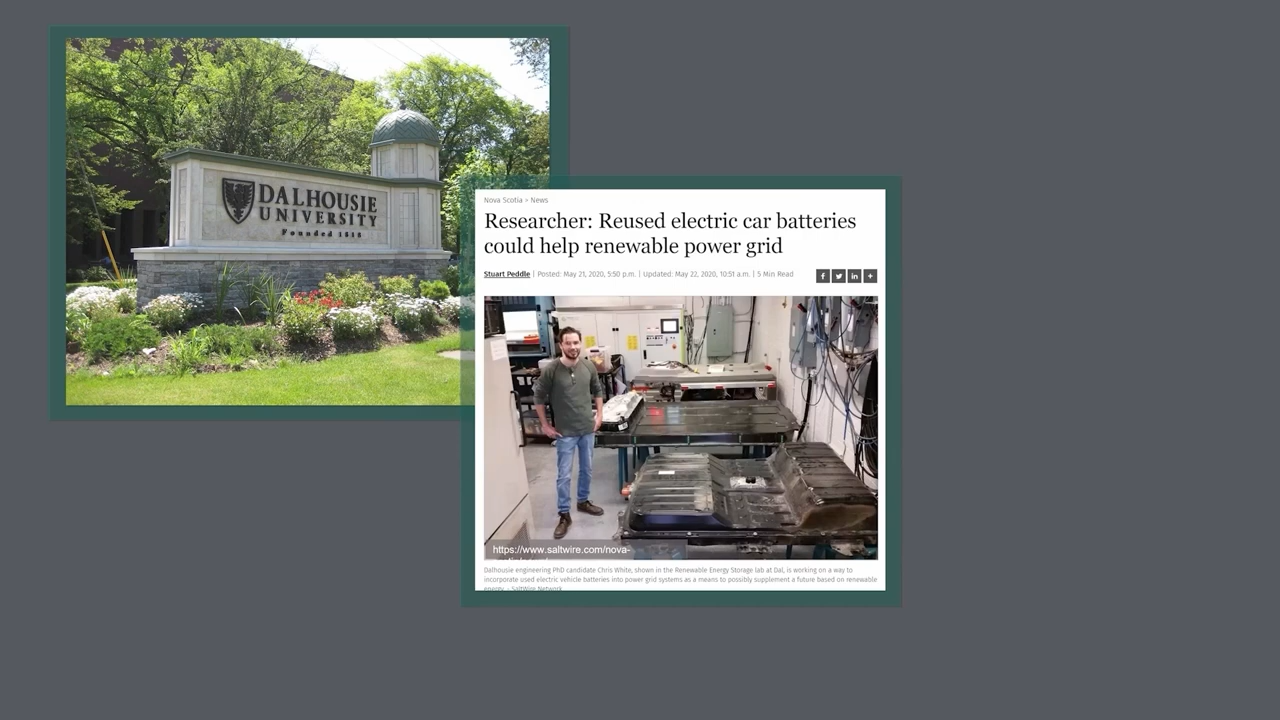 DALHOUSIE
UNIVERSITY
Founded 1818
Nova Scotia > News
Researcher: Reused electric car batteries
could help renewable power grid
Stuart Peddle | Posted: May 21, 2020, 5:50 p.m. | Updated: May 22, 2020, 10:51 a.m. | 5 Min Read
https://www.saltwire.com/nova-
Dalhousie engineering PhD candidate Chris White, shown in the Renewable Energy Storage lab at Dal, is working on a way to
incorporate used electric vehicle batteries into power grid systems as a means to possibly supplement a future based on renewable
energy. - SaltWire Network